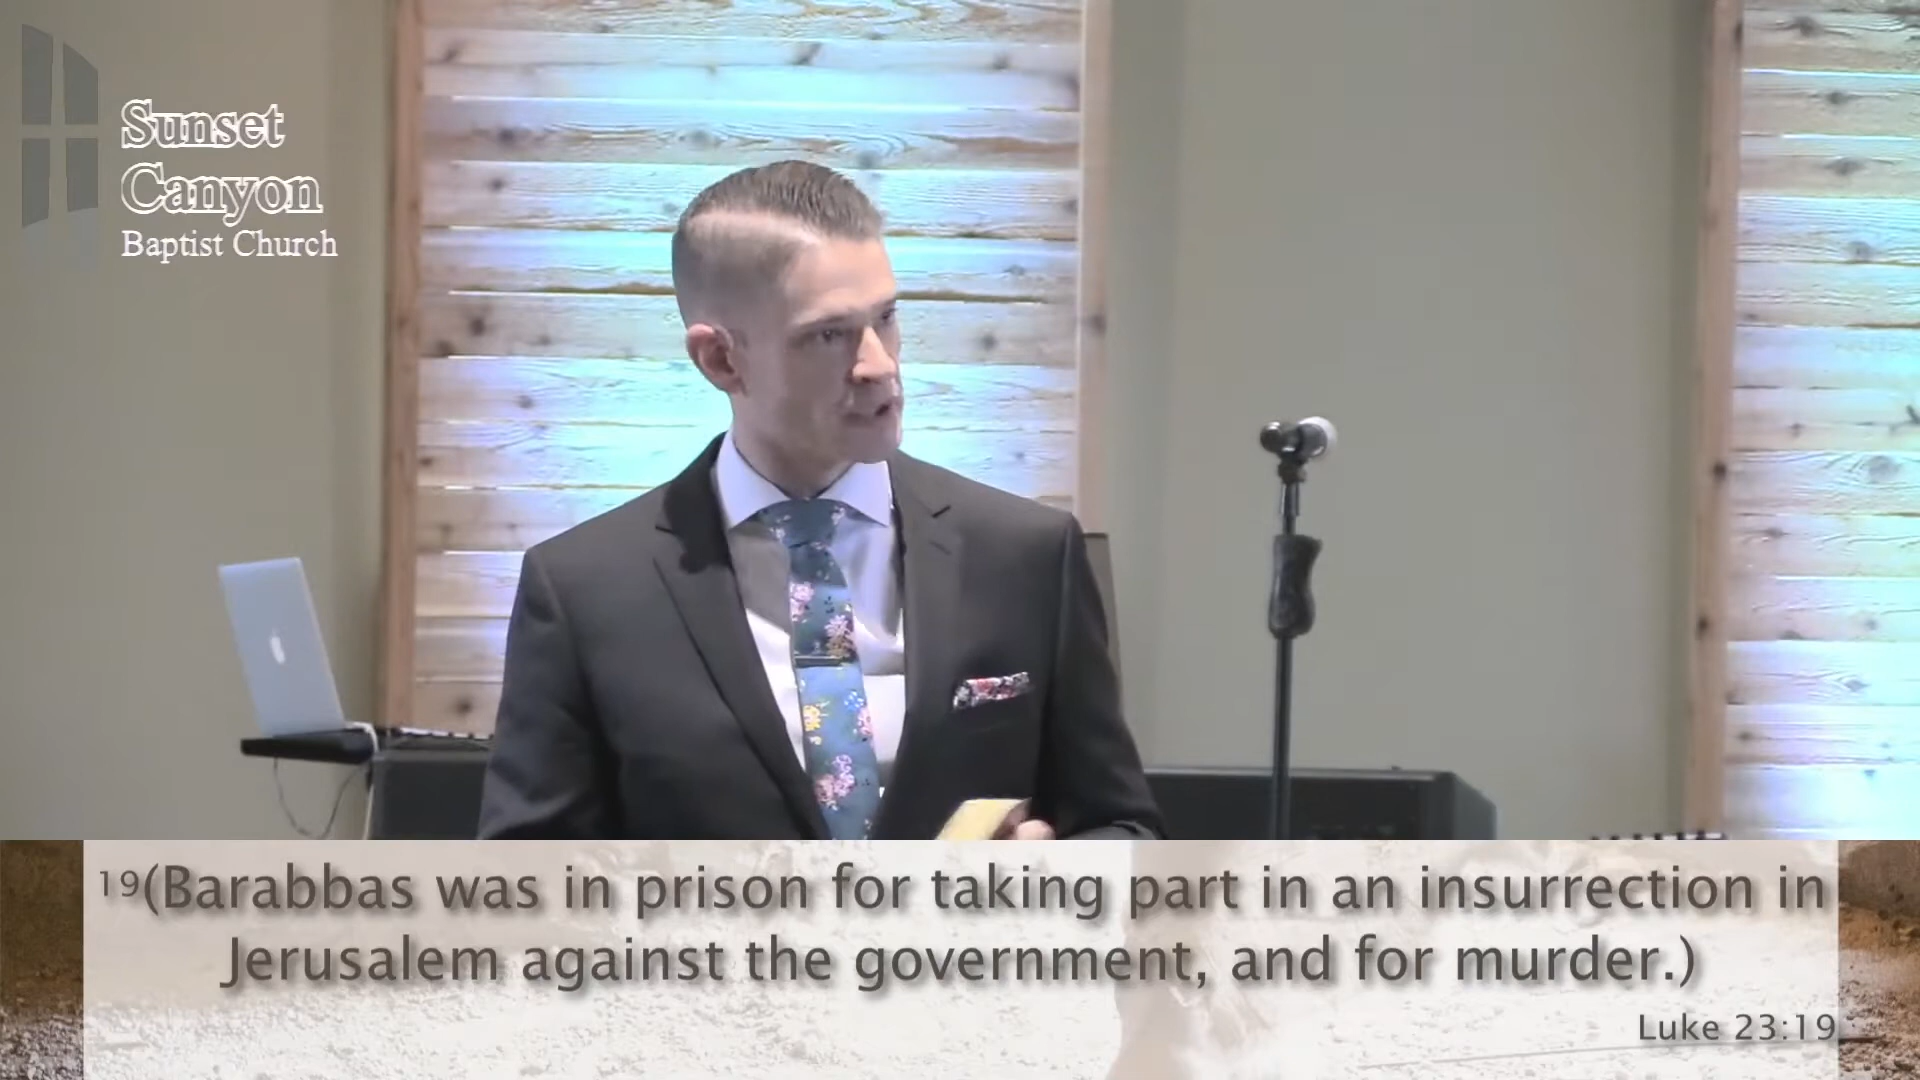 Sunset
Canyon
Baptist Church
19(Barabbas was in prison for taking part in an insurrection in
Jerusalem against the government, and for murder.)
Luke 23:19